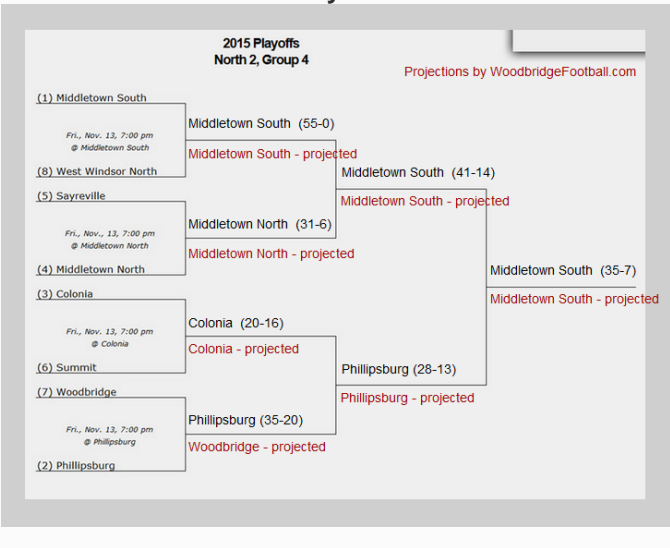 2015 Playoffs
North 2, Group 4
Projections by WoodbridgeFootball.com
(1) Middletown South
Fri., Nov. 13, 7:00 pm
@ Middletown South
(8) West Windsor North
Middletown South (55-0)
Middletown South - projected
(5) Sayreville
Fri., Nov., 13, 7:00 pm
@ Middletown North
(4) Middletown North
Middletown North (31-6)
Middletown North - projected
Middletown South (41-14)
Middletown South - projected
(3) Colonia
Fri., Nov. 13, 7:00 pm
@ Colonia
(6) Summit
Colonia (20-16)
Colonia - projected
(7) Woodbridge
Fri., Nov. 13, 7:00 pm
@ Phillipsburg
(2) Phillipsburg
Phillipsburg (35-20)
Woodbridge - projected
Phillipsburg (28-13)
Phillipsburg - projected
Middletown South (35-7)
Middletown South - projected